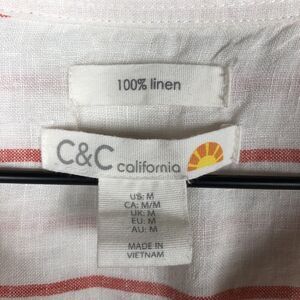 100% linen
C&C california
US: M
CA: M/M
UK: M
EU: M
AU: M
MADE IN
VIETNAM